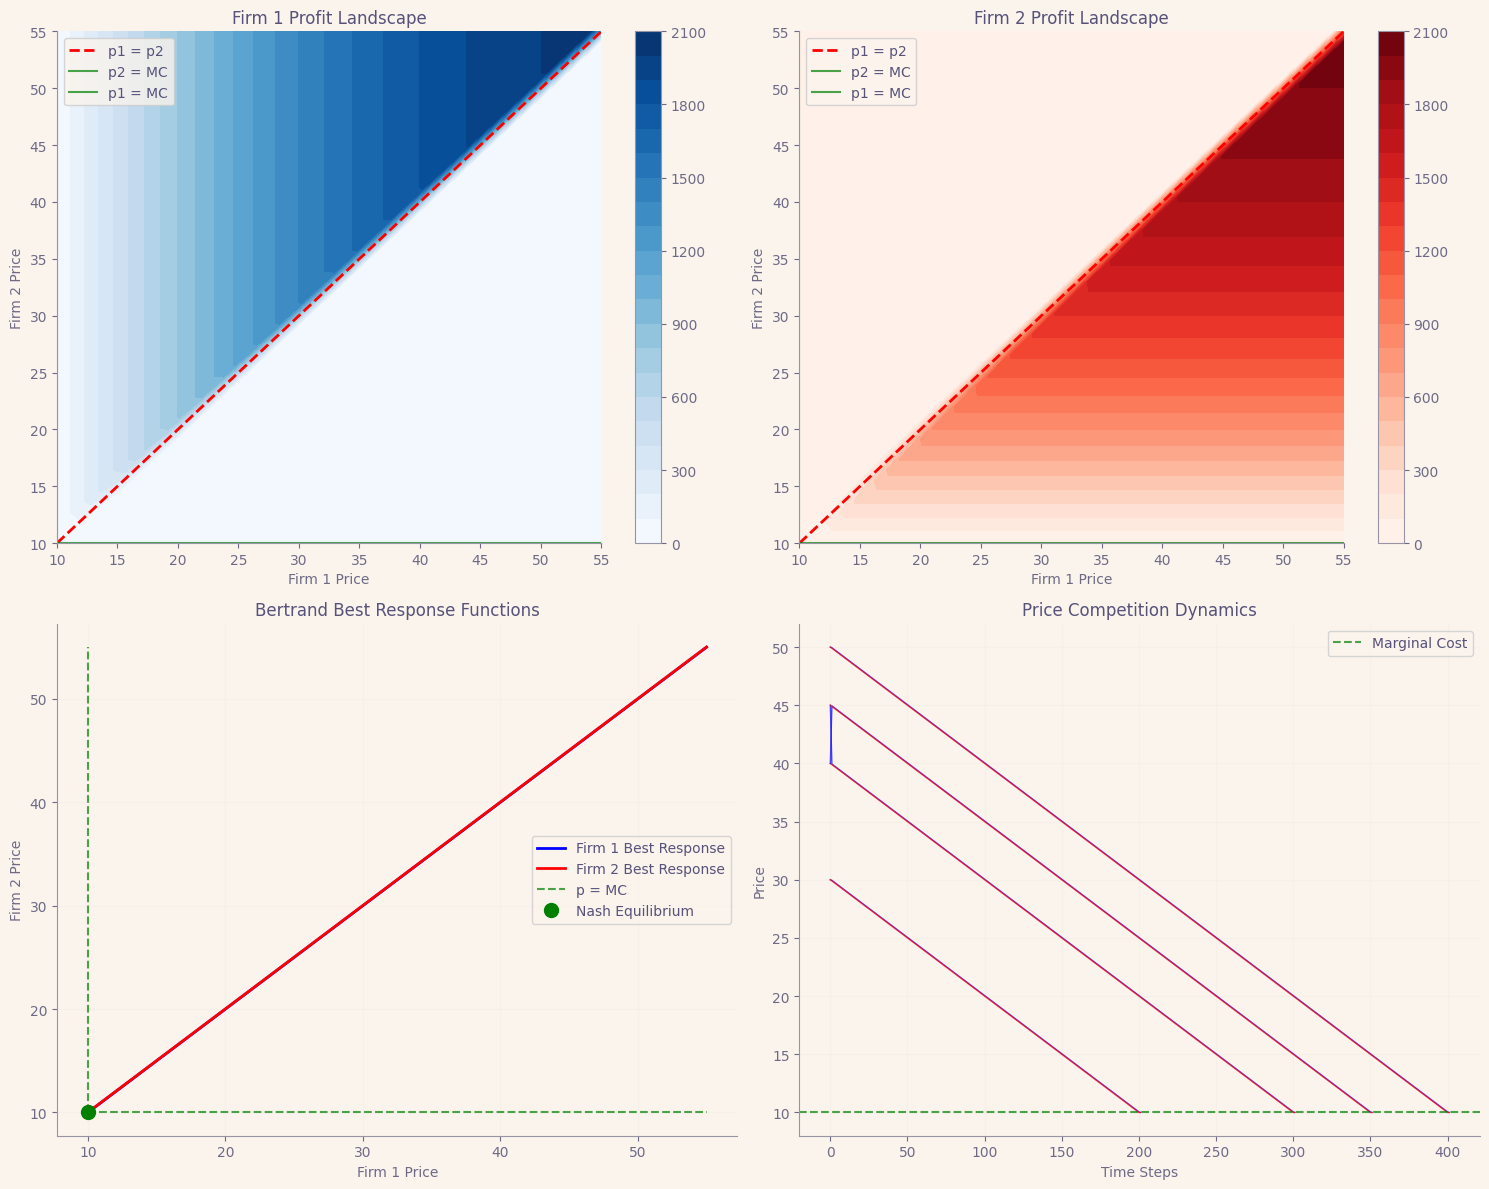 Firm 1 Profit Landscape
55
50
45
40
35
30
25
20
15
10
Firm 2 Price
p1 = p2
p2 = MC
p1 = MC
10 15 20 25 30 35 40 45 50 55
Firm 1 Price
2100
1800
1500
1200
900
600
300
0
Firm 2 Profit Landscape
55
50
45
40
35
30
25
20
15
10
Firm 2 Price
p1 = p2
p2 = MC
p1 = MC
10 15 20 25 30 35 40 45 50 55
Firm 1 Price
2100
1800
1500
1200
900
600
300
0
Bertrand Best Response Functions
50
40
30
20
10
Firm 2 Price
Firm 1 Best Response
Firm 2 Best Response
p = MC
Nash Equilibrium
10 20 30 40 50
Firm 1 Price
Price Competition Dynamics
50
45
40
35
30
25
20
15
10
Price
Marginal Cost
0 50 100 150 200 250 300 350 400
Time Steps